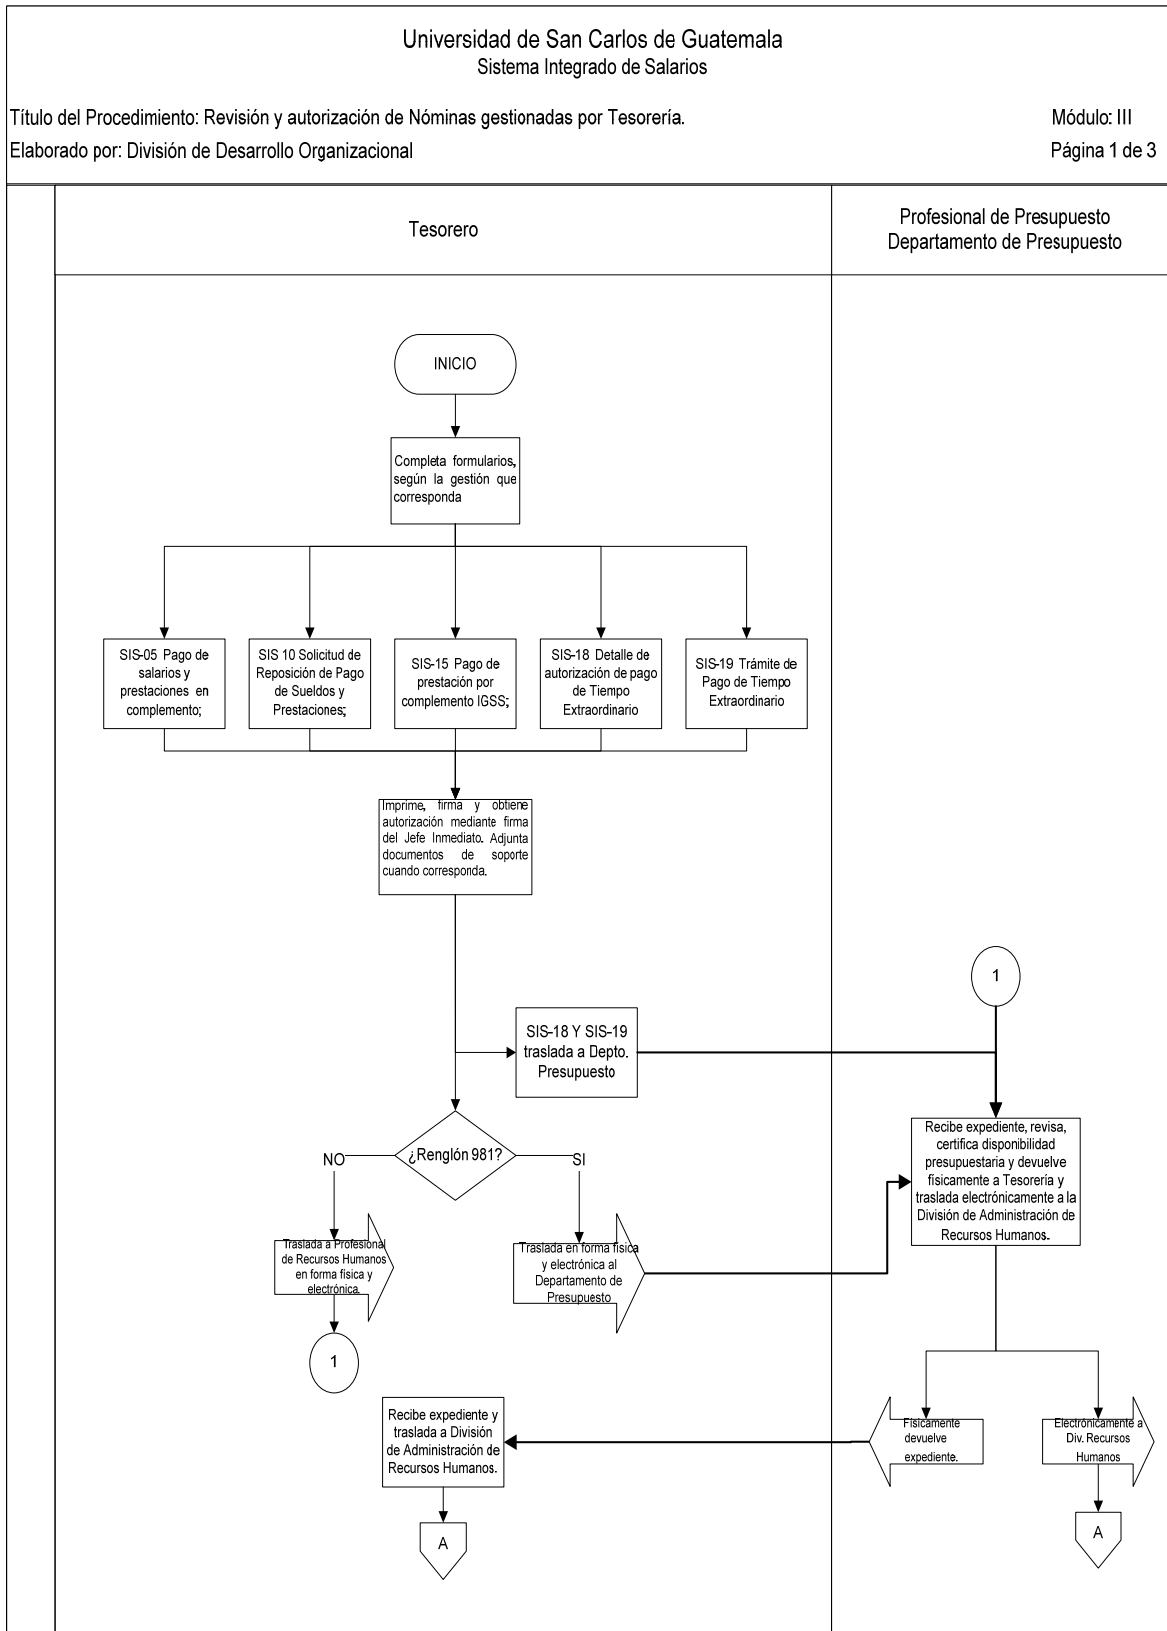 Universidad de San Carlos de Guatemala
Sistema Integrado de Salarios
Título del Procedimiento: Revisión y autorización de Nóminas gestionadas por Tesorería.
Módulo: III
Elaborado por: División de Desarrollo Organizacional
Página 1 de 3
Tesorero
Profesional de Presupuesto
Departamento de Presupuesto
INICIO
Completa formularios,
según la gestión que
corresponda
SIS-05 Pago de
salarios y
prestaciones en
complemento;
SIS 10 Solicitud de
Reposición de Pago
de Sueldos y
Prestaciones;
SIS-15 Pago de
prestación por
complemento IGSS;
SIS-18 Detalle de
autorización de pago
de Tiempo
Extraordinario
SIS-19 Trámite de
Pago de Tiempo
Extraordinario
Imprime, firma y obtiene
autorización mediante firma
del Jefe Inmediato. Adjunta
documentos de soporte
cuando corresponda.
1
SIS-18 Y SIS-19
traslada a Depto.
Presupuesto
Recibe expediente, revisa,
certifica disponibilidad
presupuestaria y devuelve
físicamente a Tesorería y
traslada electrónicamente a la
División de Administración de
Recursos Humanos.
¿Renglón 981?
NO
SI
Traslada a Profesional
de Recursos Humanos
en forma física y
electrónica.
Traslada en forma física
y electrónica al
Departamento de
Presupuesto
1
Recibe expediente y
traslada a División
de Administración de
Recursos Humanos.
Físicamente
devuelve
expediente.
Electrónicamente a
Div. Recursos
Humanos
A
A